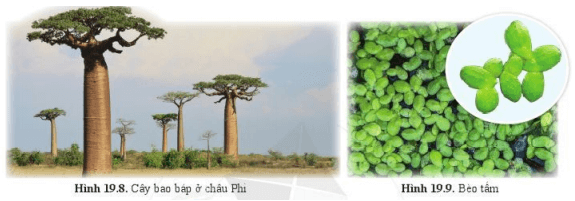 Hình 19.8. Cây bao báp ở châu Phi
Hình 19.9. Bèo tấm